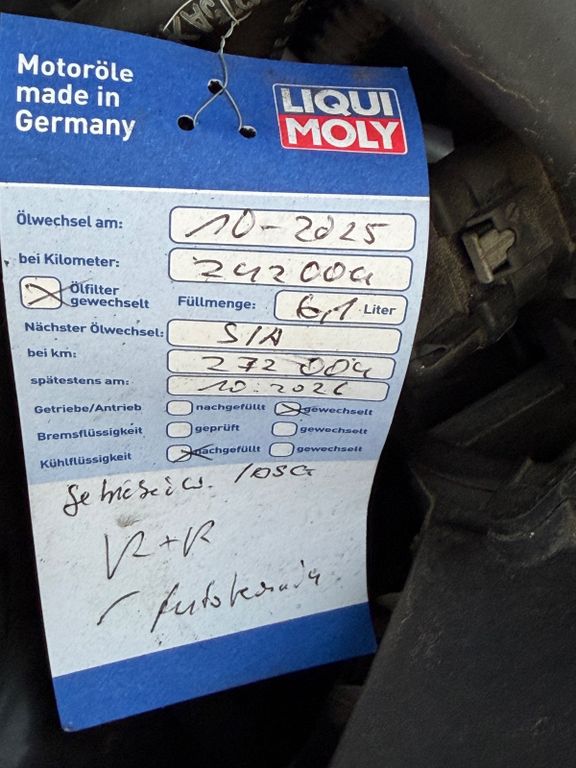 Motoröle
made in
Germany
LIQUI
MOLY
Ölwechsel am: 10-2025
bei Kilometer: 242004
Ölfilter gewechselt
Füllmenge: 6,1 Liter
Nächster Ölwechsel: S/A
bei km: 272004
spätestens am: 10.2026
Getriebe/Antrieb nachgefüllt gewechselt
Bremsflüssigkeit geprüft gewechselt
Kühlflüssigkeit nachgefüllt gewechselt
/DSG